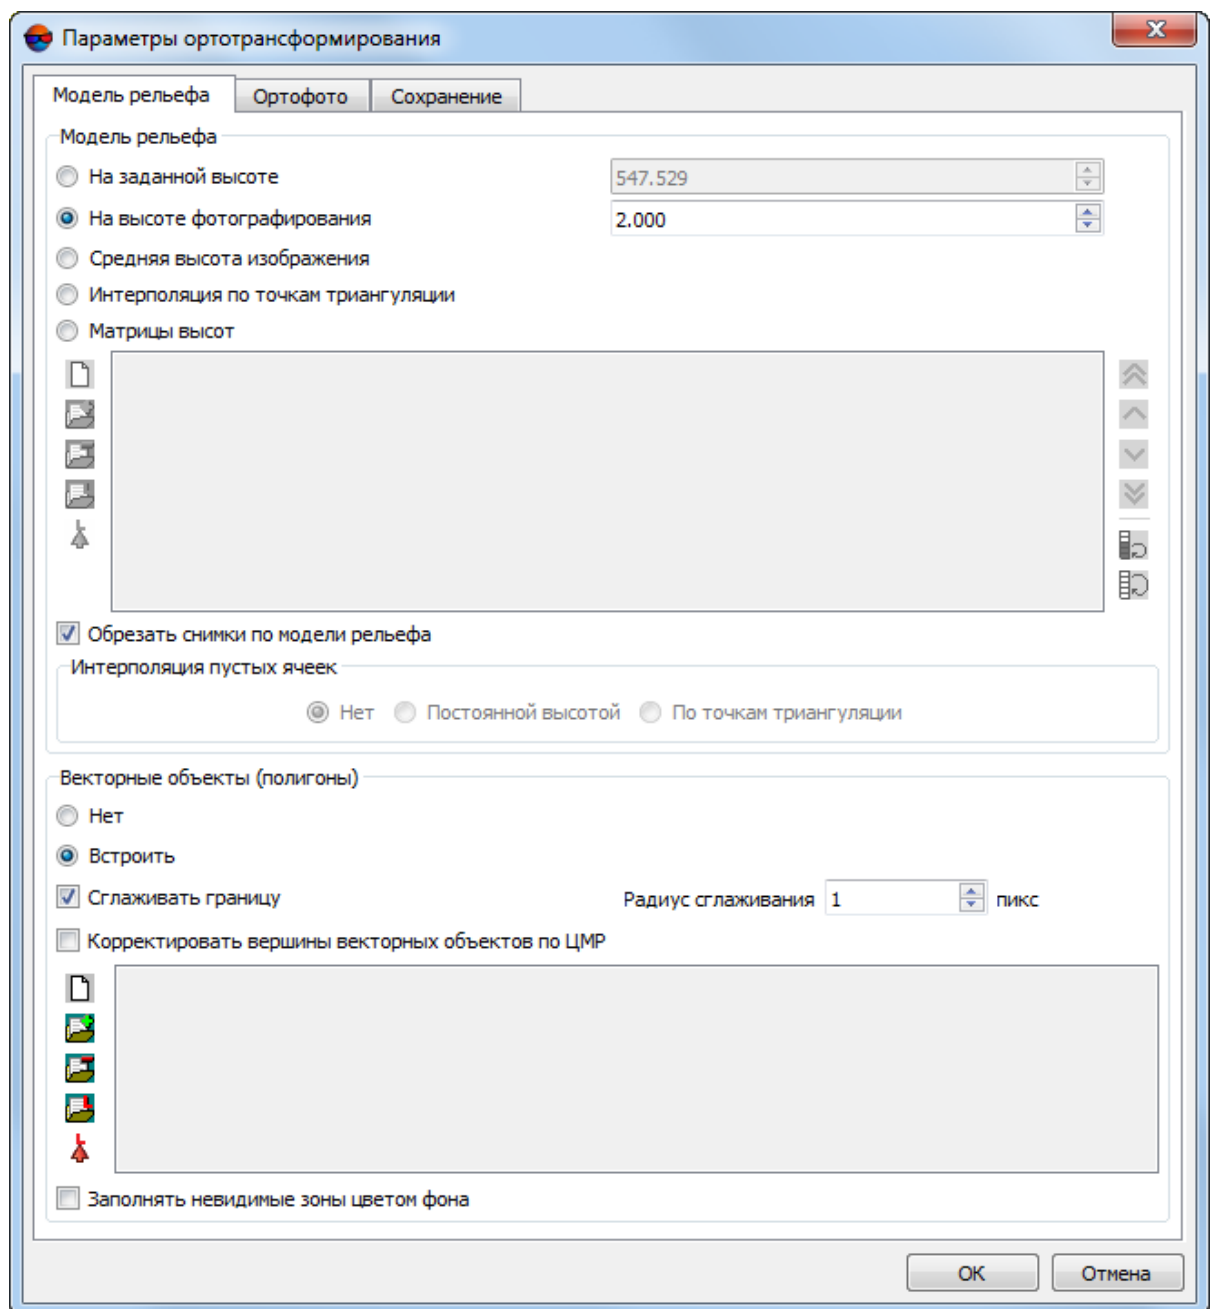 Параметры ортотрансформирования
Модель рельефа Ортофото Сохранение
Модель рельефа
На заданной высоте 547.529
На высоте фотографирования 2.000
Средняя высота изображения
Интерполяция по точкам триангуляции
Матрицы высот
Обрезать снимки по модели рельефа
Интерполяция пустых ячеек
Нет Постоянной высотой По точкам триангуляции
Векторные объекты (полигоны)
Нет
Встроить
Сглаживать границу Радиус сглаживания 1 пикс
Корректировать вершины векторных объектов по ЦМР
Заполнять невидимые зоны цветом фона
ОК Отмена